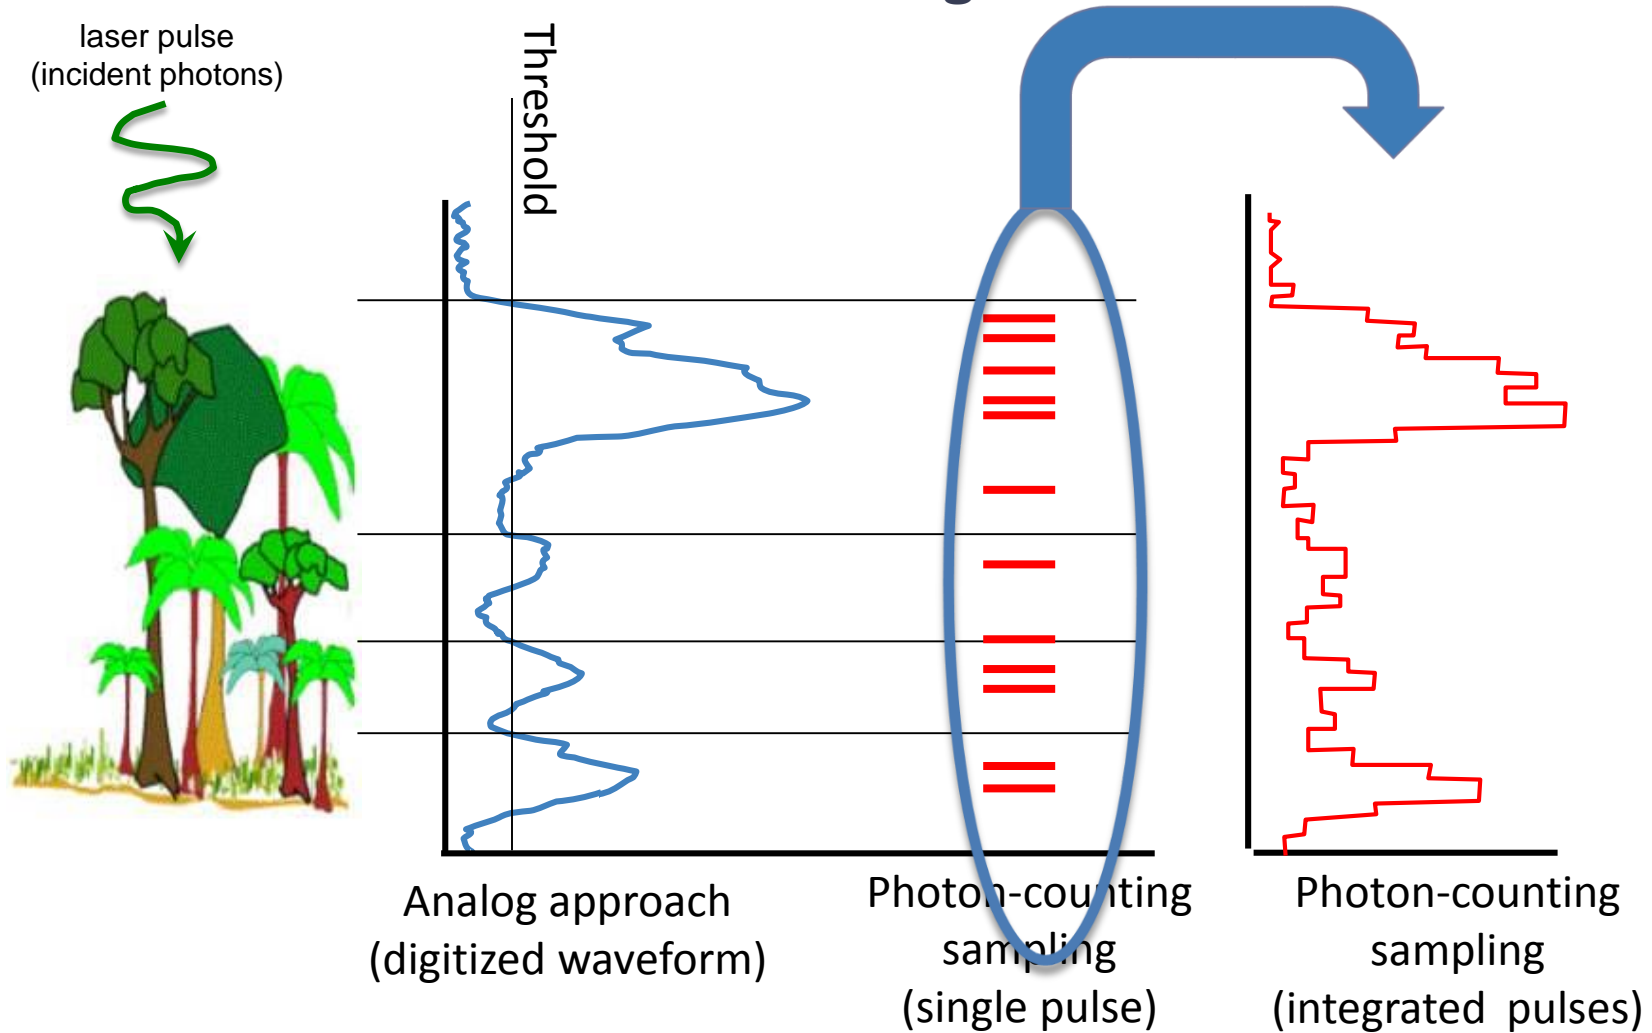 laser pulse
(incident photons)
Threshold
Analog approach
(digitized waveform)
Photon-counting
sampling
(single pulse)
Photon-counting
sampling
(integrated pulses)